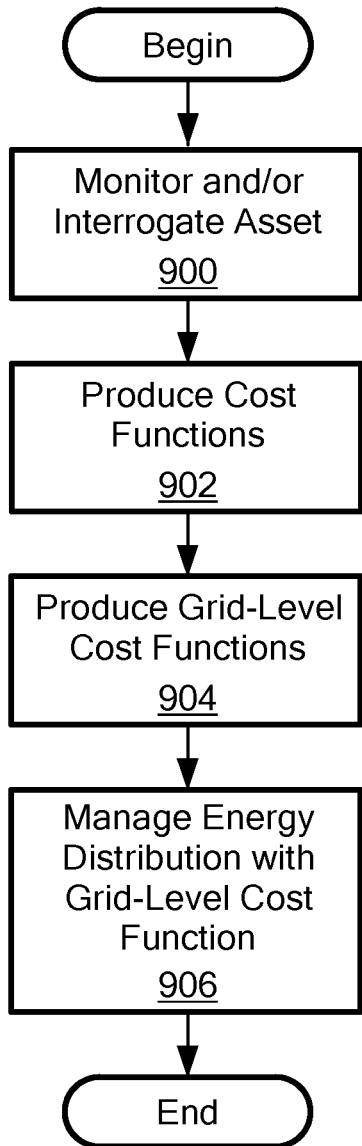 Begin
Monitor and/or
Interrogate Asset
900
Produce Cost
Functions
902
Produce Grid-Level
Cost Functions
904
Manage Energy
Distribution with
Grid-Level Cost
Function
906
End